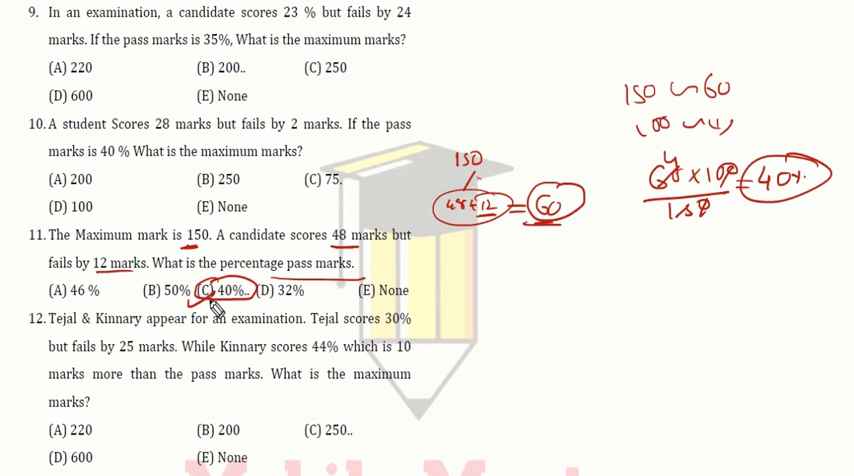 9. In an examination, a candidate scores 23 % but fails by 24
marks. If the pass marks is 35%, What is the maximum marks?
(A) 220 (B) 200.. (C) 250
(D) 600 (E) None
10. A student Scores 28 marks but fails by 2 marks. If the pass
marks is 40 % What is the maximum marks?
(A) 200 (B) 250 (C) 75.
(D) 100 (E) None
11. The Maximum mark is 150. A candidate scores 48 marks but
fails by 12 marks. What is the percentage pass marks.
(A) 46 % (B) 50% (C) 40%.. (D) 32% (E) None
12. Tejal & Kinnary appear for an examination. Tejal scores 30%
but fails by 25 marks. While Kinnary scores 44% which is 10
marks more than the pass marks. What is the maximum
marks?
(A) 220 (B) 200 (C) 250..
(D) 600 (E) None
150
48+12 = 60
150 60
100
= 40%